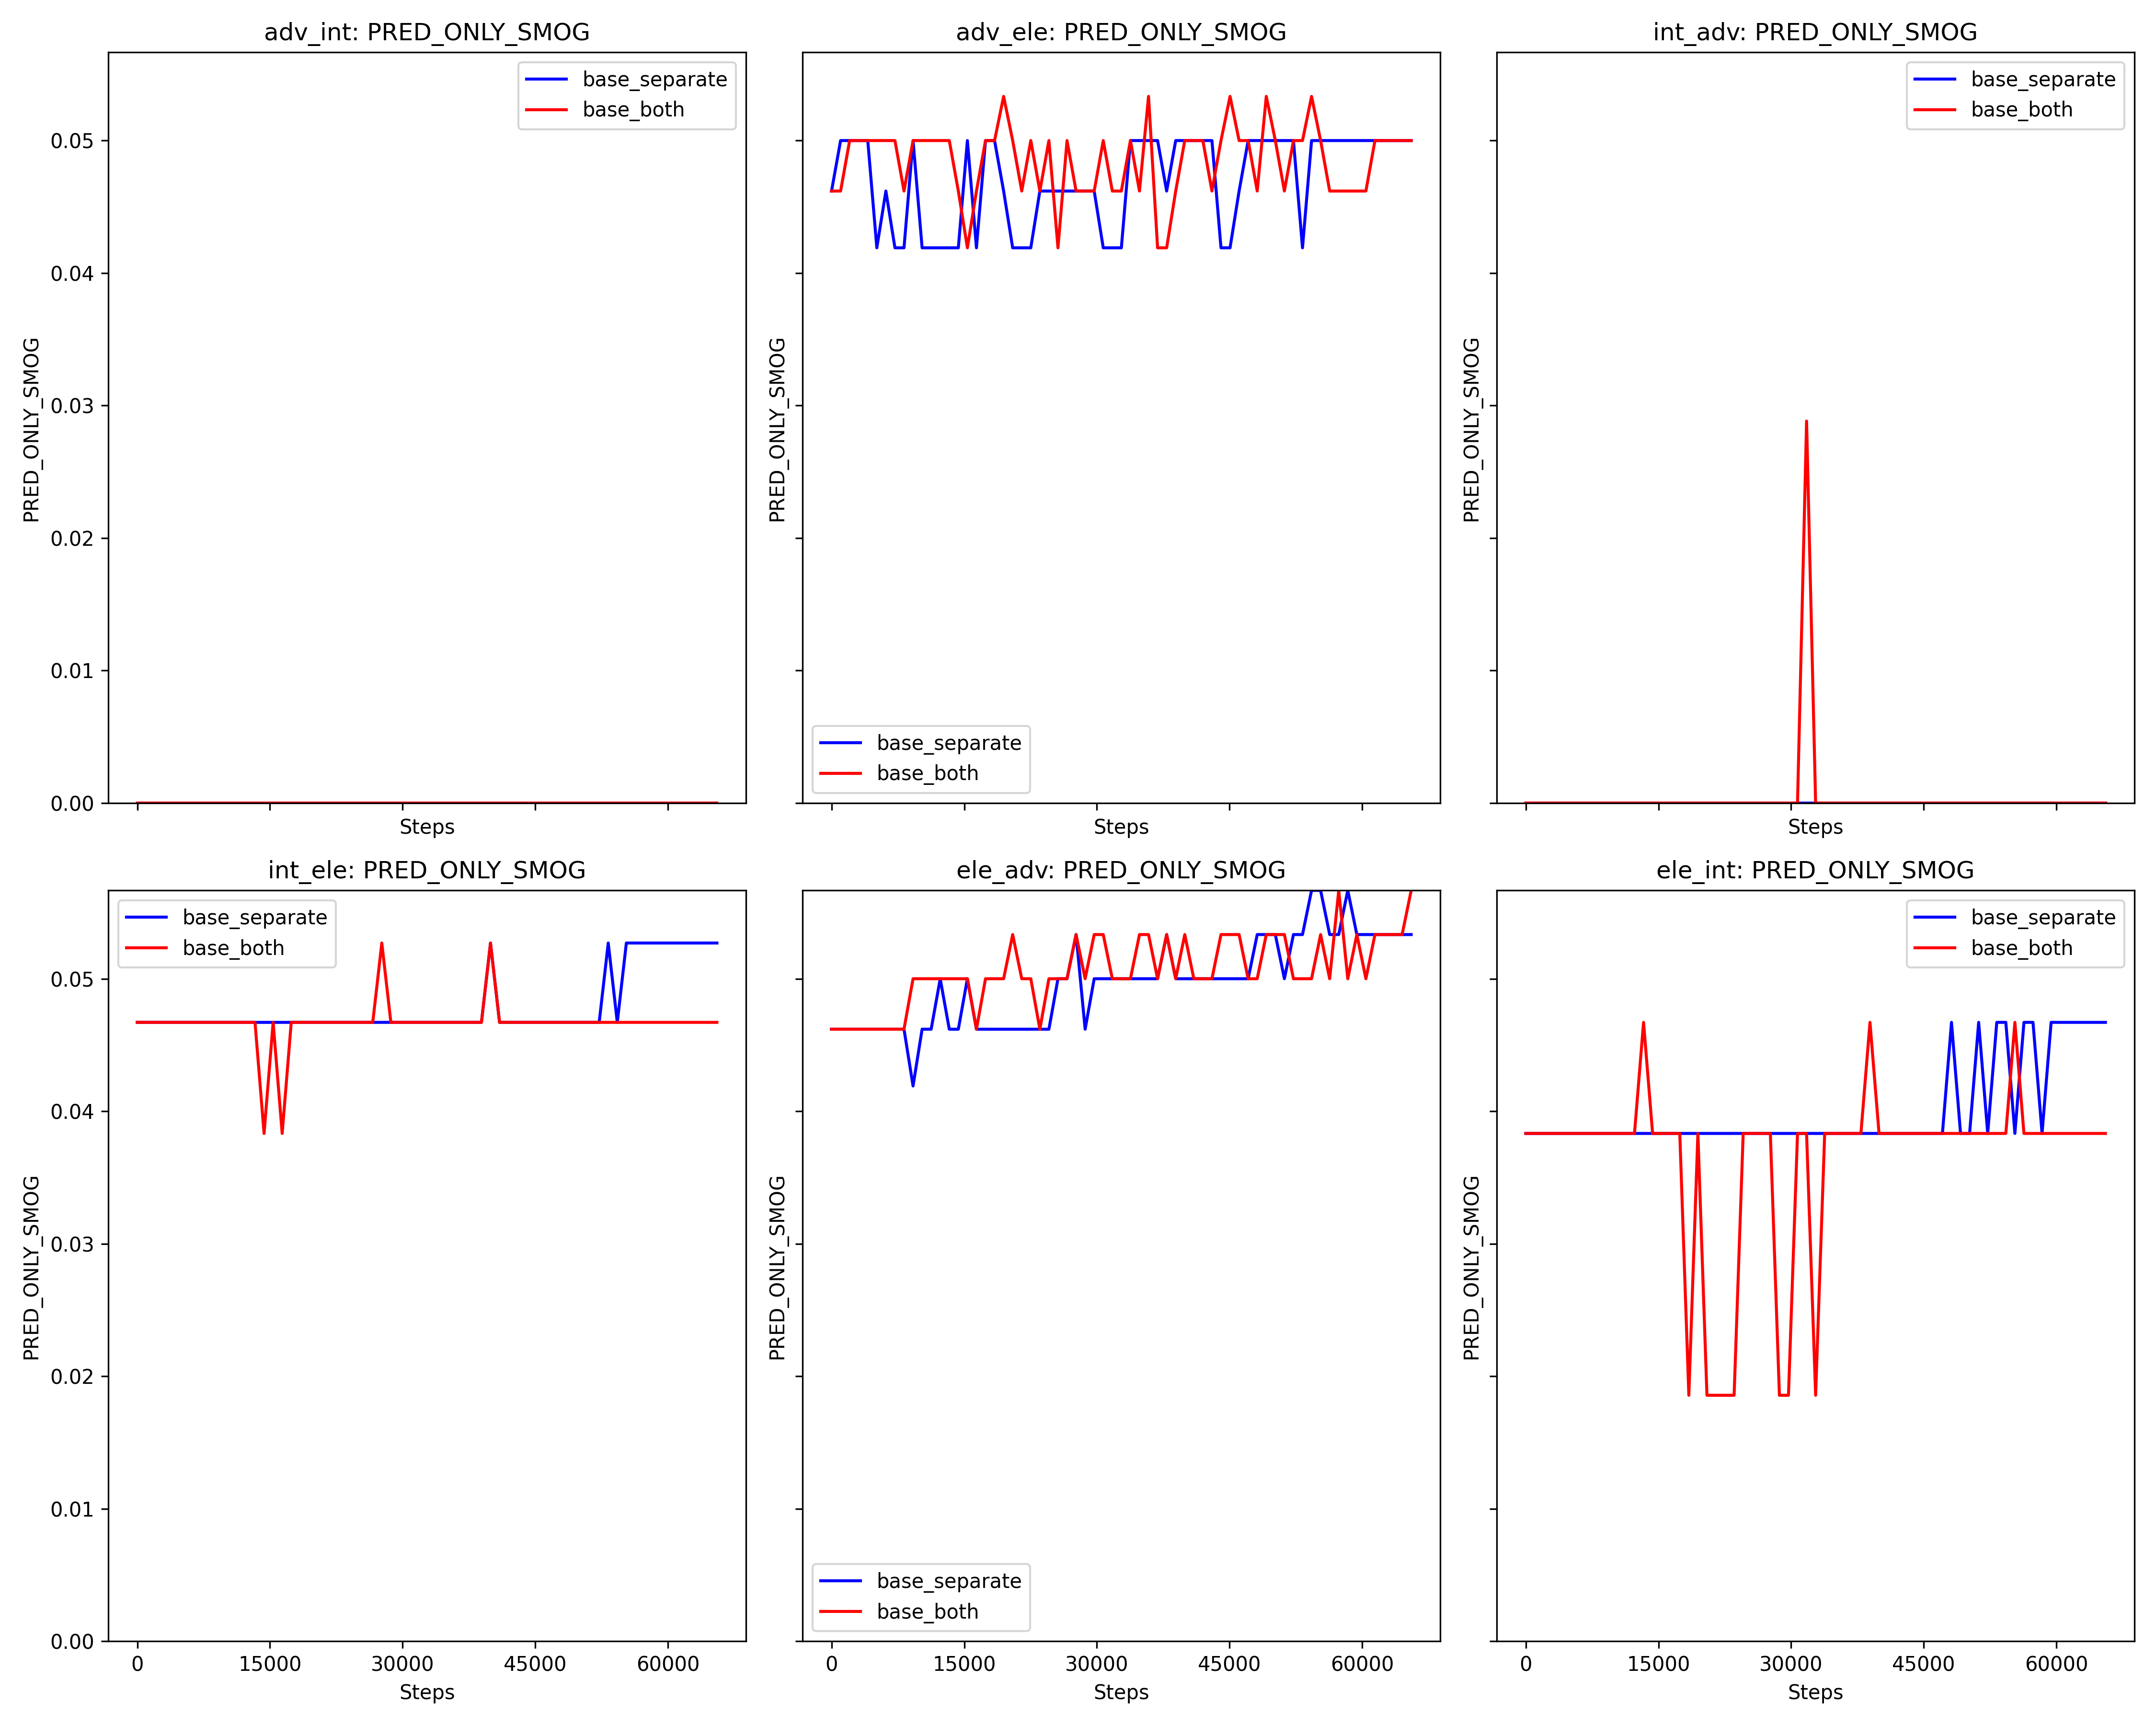 adv_int: PRED_ONLY_SMOG
adv_ele: PRED_ONLY_SMOG
int_adv: PRED_ONLY_SMOG
base_separate
base_both
base_separate
base_both
base_separate
base_both
PRED_ONLY_SMOG
PRED_ONLY_SMOG
PRED_ONLY_SMOG
0.05
0.04
0.03
0.02
0.01
0.00
Steps
Steps
Steps
int_ele: PRED_ONLY_SMOG
ele_adv: PRED_ONLY_SMOG
ele_int: PRED_ONLY_SMOG
base_separate
base_both
base_separate
base_both
base_separate
base_both
PRED_ONLY_SMOG
PRED_ONLY_SMOG
PRED_ONLY_SMOG
0.05
0.04
0.03
0.02
0.01
0.00
0 15000 30000 45000 60000
0 15000 30000 45000 60000
0 15000 30000 45000 60000
Steps
Steps
Steps